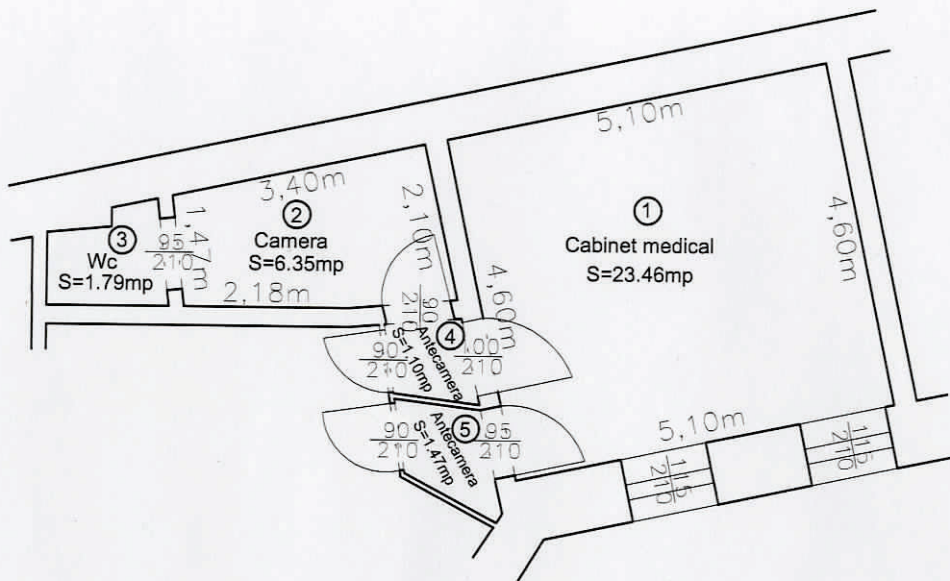 5,10m
3,40m
2,10m
1
2
4,60m
Camera
Cabinet medical
S=6.35mp
S=23.46mp
3
1,47m
95
210
Wc
S=1.79mp
2,18m
4,60m
90
210
4
Antecamera
S=1.10mp
90
210
100
210
5
Antecamera
S=1.47mp
90
210
95
210
5,10m
115
210
115
210